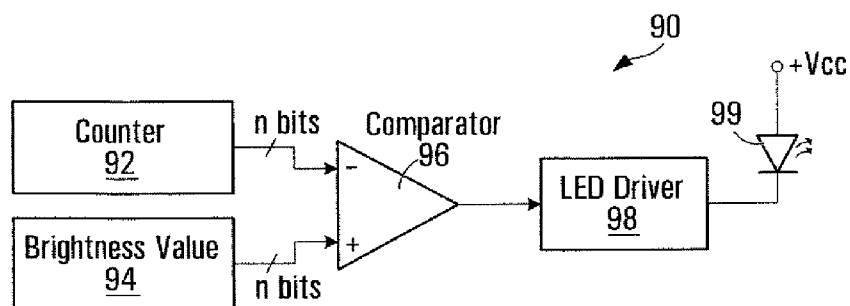 90
+Vcc
99
Counter
92
n bits
Comparator
96
−
+
LED Driver
98
Brightness Value
94
n bits